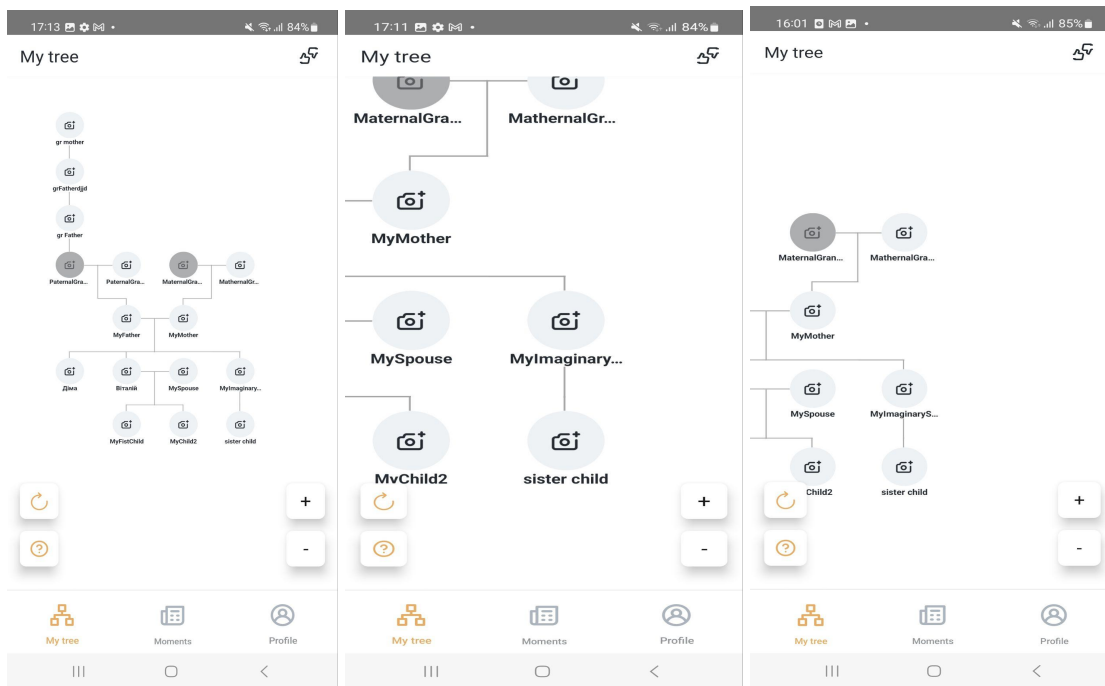 17:13 84%
My tree
gr mother
grFatherdjjd
gr Father
PaternalGra... PaternalGra... MaternalGra... MathernalGr...
MyFather MyMother
Діма Віталій MySpouse MyImaginary...
MyFistChild MyChild2 sister child
+
-
My tree Moments Profile
17:11 84%
My tree
MaternalGra... MathernalGr...
MyMother
MySpouse MyImaginary...
MyChild2 sister child
+
-
My tree Moments Profile
16:01 85%
My tree
MaternalGran... MathernalGra...
MyMother
MySpouse MyImaginaryS...
Child2 sister child
+
-
My tree Moments Profile